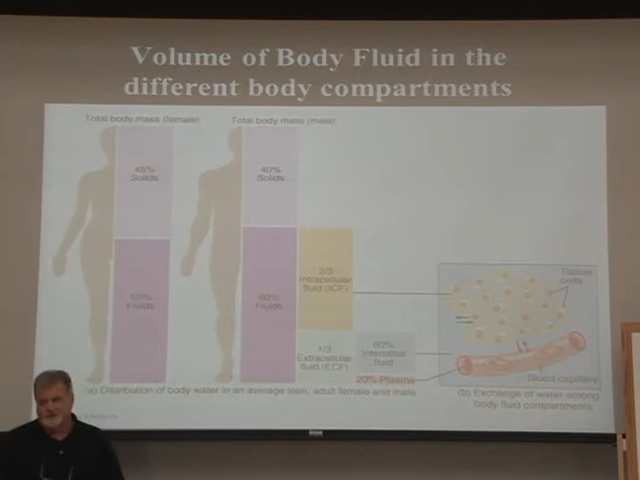 Volume of Body Fluid in the
different body compartments
Total body mass (female)
Total body mass (male)
45%
Solids
40%
Solids
55%
Fluids
60%
Fluids
2/3
Intracellular
fluid (ICF)
1/3
Extracellular
fluid (ECF)
80%
Interstitial
fluid
20% Plasma
Tissue
cells
Blood capillary
(a) Distribution of body water in an average lean, adult female and male
(b) Exchange of water among
body fluid compartments